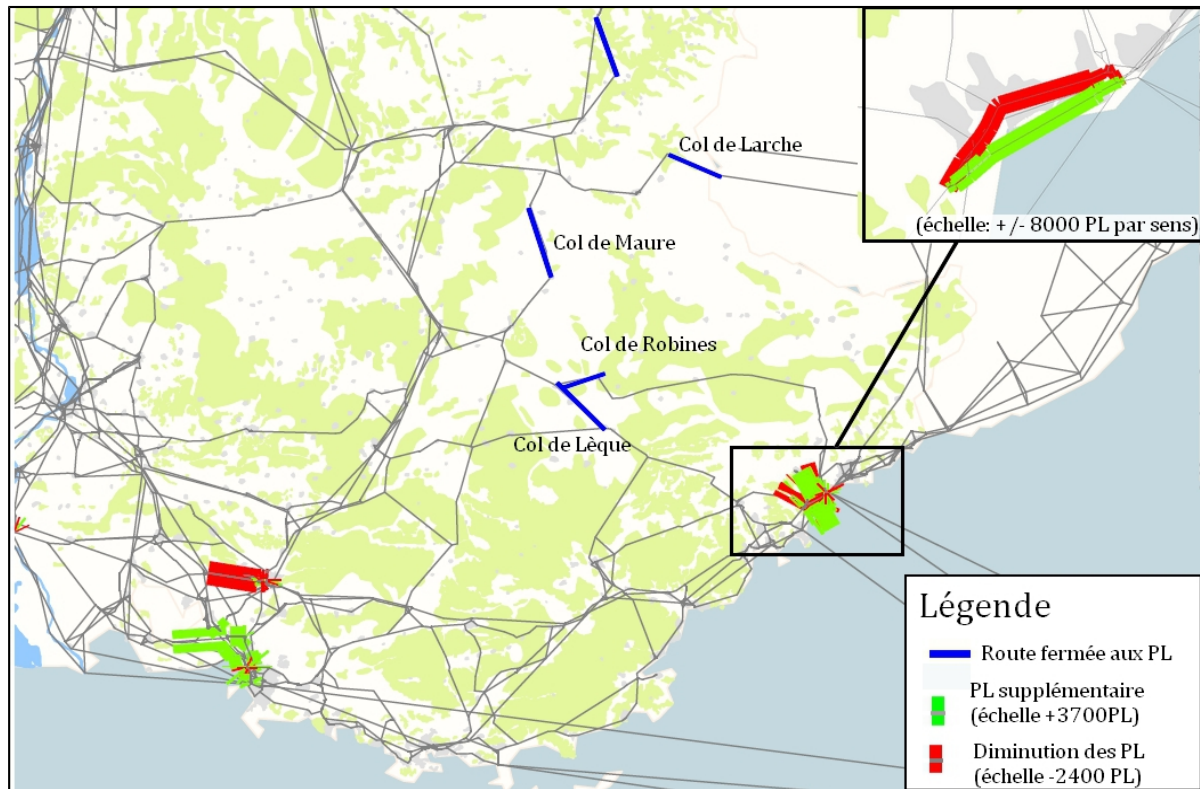 Col de Larche
(échelle: +/- 8000 PL par sens)
Col de Maure
Col de Robines
Col de Lèque
Légende
Route fermée aux PL
PL supplémentaire
(échelle +3700PL)
Diminution des PL
(échelle -2400 PL)